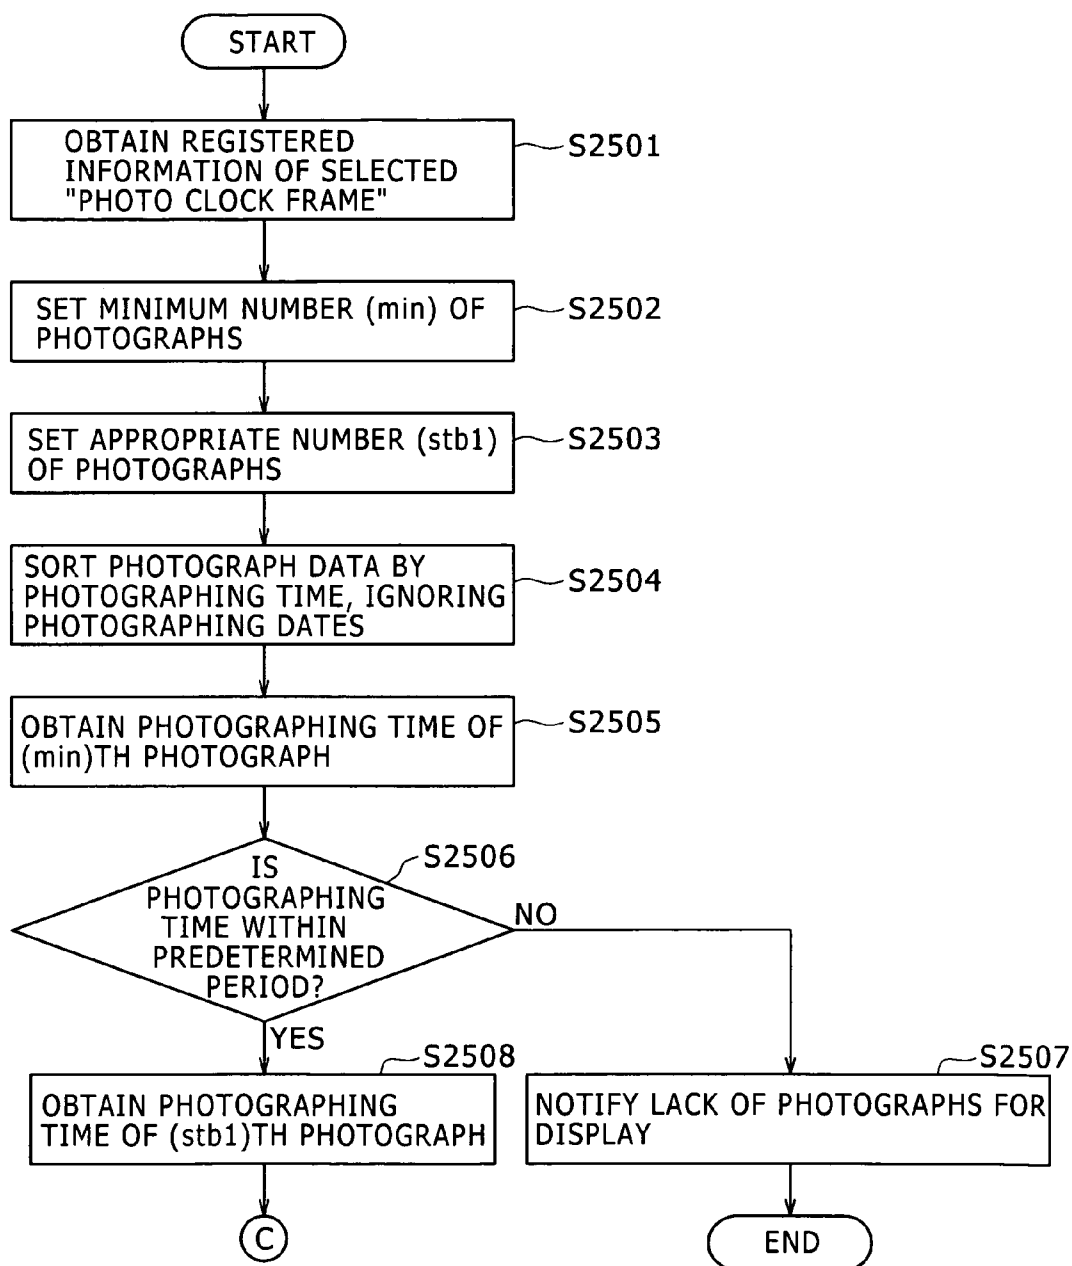 START
OBTAIN REGISTERED
INFORMATION OF SELECTED
"PHOTO CLOCK FRAME"
S2501
SET MINIMUM NUMBER (min) OF
PHOTOGRAPHS
S2502
SET APPROPRIATE NUMBER (stb1)
OF PHOTOGRAPHS
S2503
SORT PHOTOGRAPH DATA BY
PHOTOGRAPHING TIME, IGNORING
PHOTOGRAPHING DATES
S2504
OBTAIN PHOTOGRAPHING TIME OF
(min)TH PHOTOGRAPH
S2505
IS
PHOTOGRAPHING
TIME WITHIN
PREDETERMINED
PERIOD?
S2506
NO
YES
S2508
OBTAIN PHOTOGRAPHING
TIME OF (stb1)TH PHOTOGRAPH
S2507
NOTIFY LACK OF PHOTOGRAPHS FOR
DISPLAY
C
END